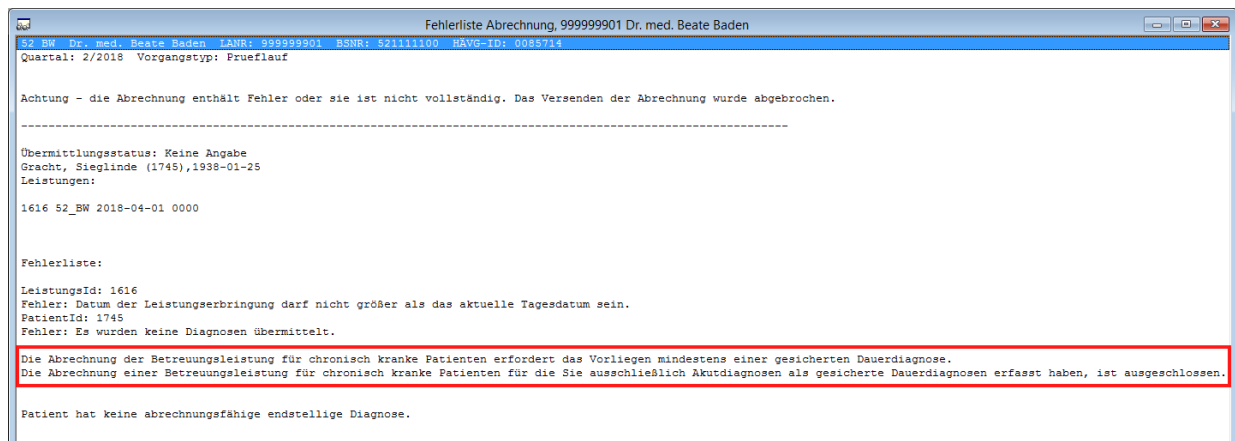 Fehlerliste Abrechnung, 999999901 Dr. med. Beate Baden
52 BW Dr. med. Beate Baden LANR: 999999901 BSNR: 521111100 HÄVG-ID: 0085714
Quartal: 2/2018 Vorgangstyp: Prueflauf
Achtung - die Abrechnung enthält Fehler oder sie ist nicht vollständig. Das Versenden der Abrechnung wurde abgebrochen.
Übermittlungsstatus: Keine Angabe
Gracht, Sieglinde (1745),1938-01-25
Leistungen:
1616 52_BW 2018-04-01 0000
Fehlerliste:
LeistungsId: 1616
Fehler: Datum der Leistungserbringung darf nicht größer als das aktuelle Tagesdatum sein.
PatientId: 1745
Fehler: Es wurden keine Diagnosen übermittelt.
Die Abrechnung der Betreuungsleistung für chronisch kranke Patienten erfordert das Vorliegen mindestens einer gesicherten Dauerdiagnose.
Die Abrechnung einer Betreuungsleistung für chronisch kranke Patienten für die Sie ausschließlich Akutdiagnosen als gesicherte Dauerdiagnosen erfasst haben, ist ausgeschlossen.
Patient hat keine abrechnungsfähige endstellige Diagnose.